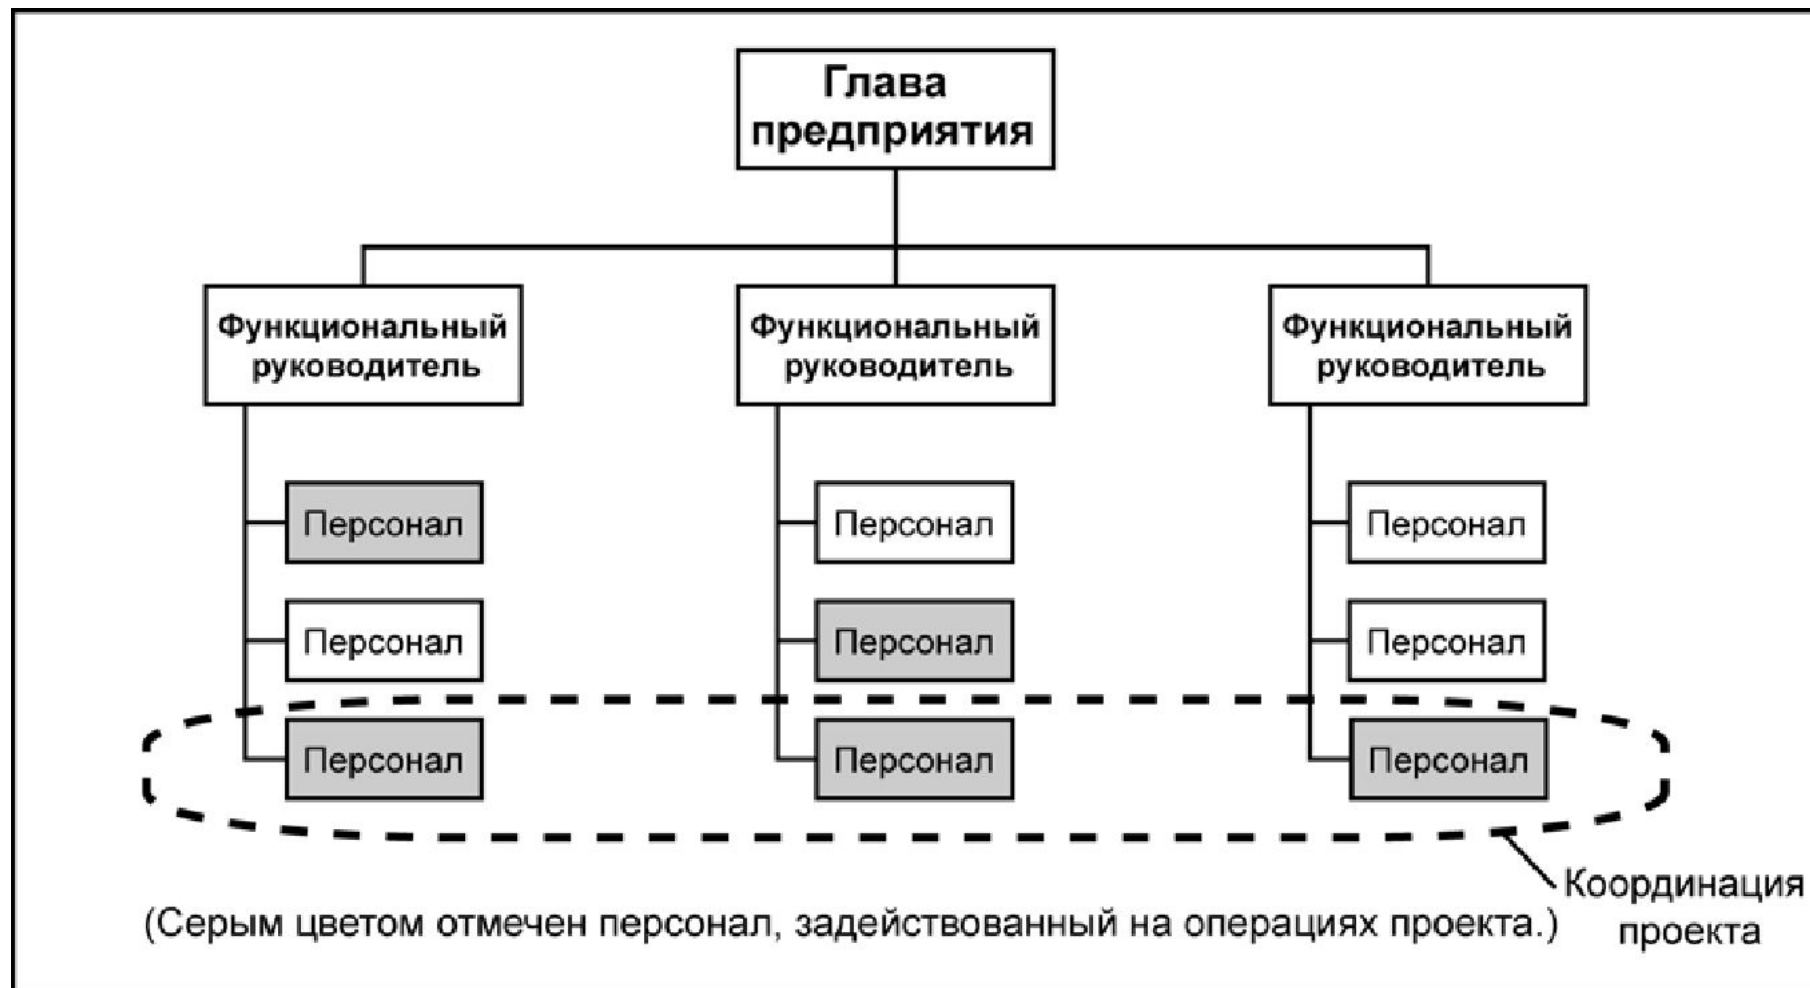 Глава
предприятия
Функциональный
руководитель
Функциональный
руководитель
Функциональный
руководитель
Персонал
Персонал
Персонал
Персонал
Персонал
Персонал
Персонал
Персонал
Персонал
Координация
проекта
(Серым цветом отмечен персонал, задействованный на операциях проекта.)